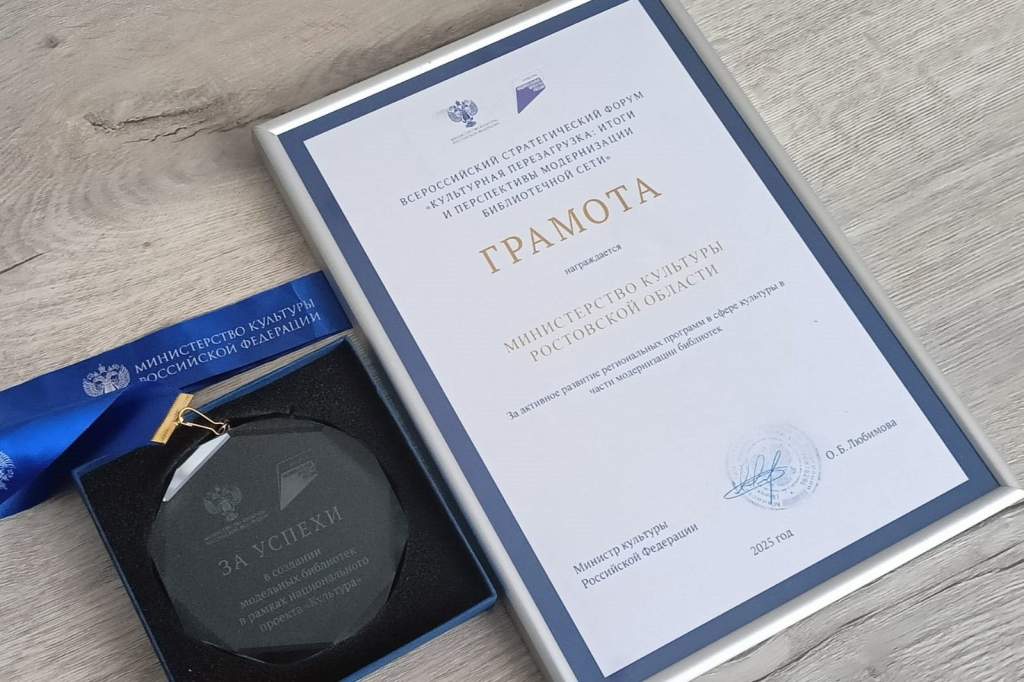 ВСЕРОССИЙСКИЙ СТРАТЕГИЧЕСКИЙ ФОРУМ
«КУЛЬТУРНАЯ ПЕРЕЗАГРУЗКА: ИТОГИ
И ПЕРСПЕКТИВЫ МОДЕРНИЗАЦИИ
БИБЛИОТЕЧНОЙ СЕТИ»
ГРАМОТА
награждается
МИНИСТЕРСТВО КУЛЬТУРЫ
РОСТОВСКОЙ ОБЛАСТИ
За активное развитие региональных программ в сфере культуры в
части модернизации библиотек
Министр культуры
Российской Федерации
О.Б.Любимова
2025 год
МИНИСТЕРСТВО КУЛЬТУРЫ
РОССИЙСКОЙ ФЕДЕРАЦИИ
ЗА УСПЕХИ
в создании
модельных библиотек
в рамках национального
проекта «Культура»